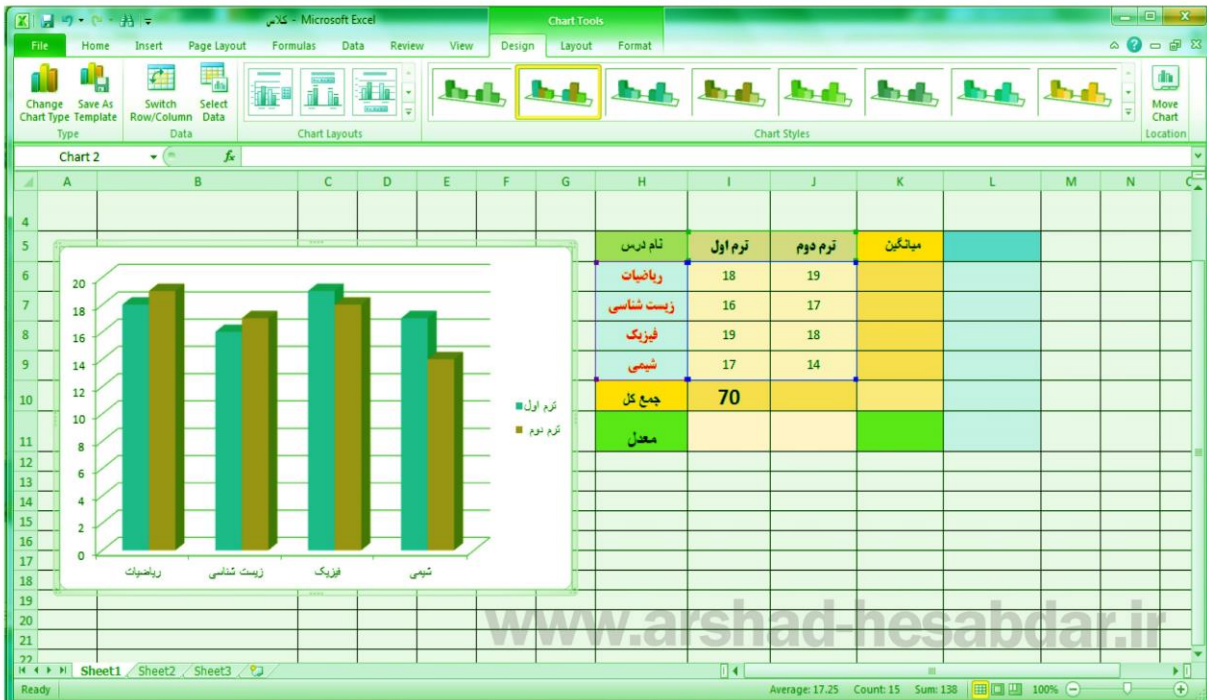 کلاس - Microsoft Excel
Chart Tools
File Home Insert Page Layout Formulas Data Review View Design Layout Format
Change Chart Type
Save As Template
Switch Row/Column
Select Data
Move Chart
Type Data Chart Layouts Chart Styles Location
Chart 2 fx
A B C D E F G H I J K L M N
4
5 نام درس ترم اول ترم دوم میانگین
6 ریاضیات 18 19
7 زیست شناسی 16 17
8 فیزیک 19 18
9 شیمی 17 14
10 جمع کل 70
11 معدل
12
13
14
15
16
17
18
19
20
21
22
20
18
16
14
12
10
8
6
4
2
0
ریاضیات زیست شناسی فیزیک شیمی
ترم اول
ترم دوم
www.arshad-hesabdar.ir
Sheet1 Sheet2 Sheet3
Ready Average: 17.25 Count: 15 Sum: 138 100%